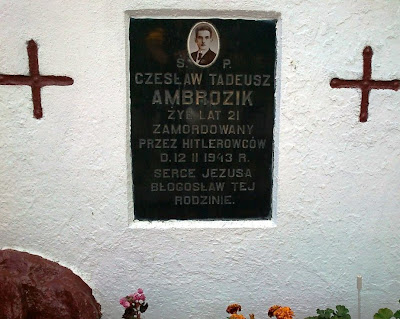 Ś. P.
CZESŁAW TADEUSZ
AMBROZIK
ŻYŁ LAT 21
ZAMORDOWANY
PRZEZ HITLEROWCÓW
D. 12 II 1943 R.
SERCE JEZUSA
BŁOGOSŁAW TEJ
RODZINIE.